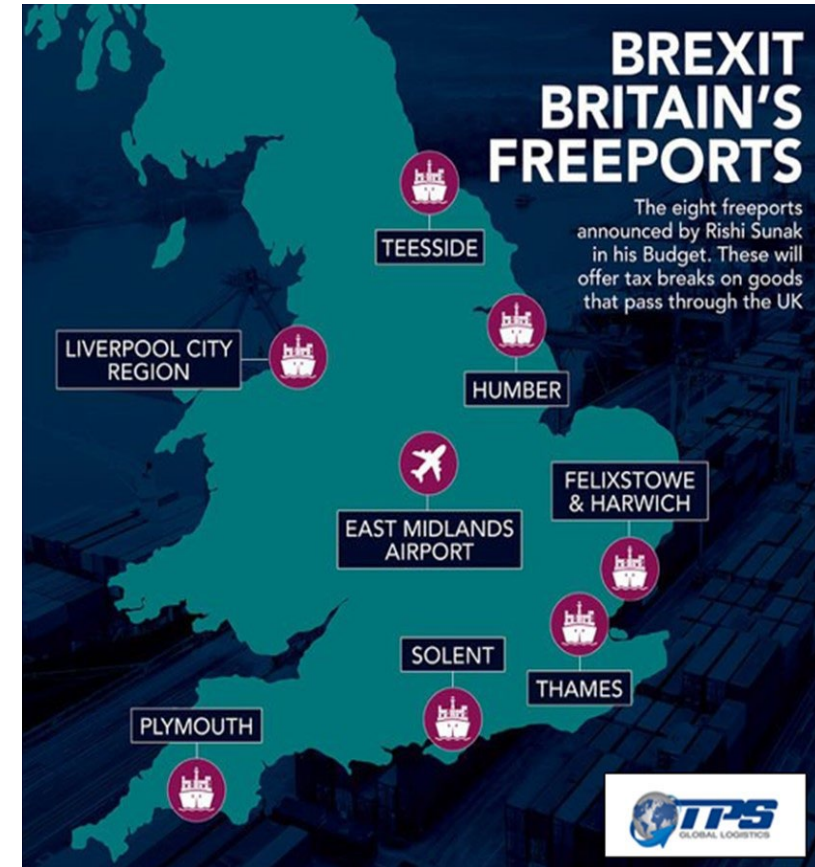 BREXIT
BRITAIN'S
FREEPORTS
The eight freeports
announced by Rishi Sunak
in his Budget. These will
offer tax breaks on goods
that pass through the UK
TEESSIDE
LIVERPOOL CITY
REGION
HUMBER
FELIXSTOWE
& HARWICH
EAST MIDLANDS
AIRPORT
SOLENT
THAMES
PLYMOUTH
TPS
GLOBAL LOGISTICS